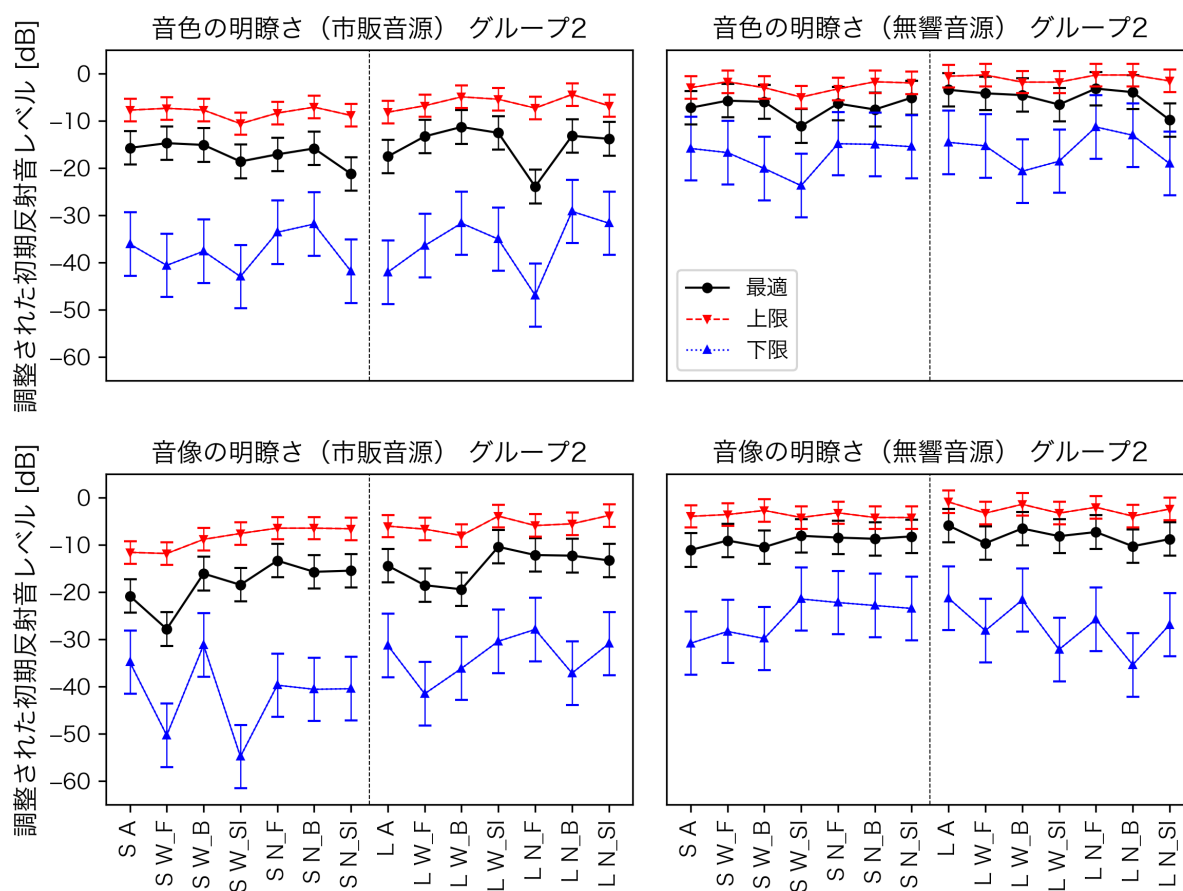 音色の明瞭さ（市販音源） グループ2
音色の明瞭さ（無響音源） グループ2
調整された初期反射音レベル [dB]
0
−10
−20
−30
−40
−50
−60
最適
上限
下限
音像の明瞭さ（市販音源） グループ2
音像の明瞭さ（無響音源） グループ2
調整された初期反射音レベル [dB]
0
−10
−20
−30
−40
−50
−60
S A
S W_F
S W_B
S W_SI
S N_F
S N_B
S N_SI
L A
L W_F
L W_B
L W_SI
L N_F
L N_B
L N_SI
S A
S W_F
S W_B
S W_SI
S N_F
S N_B
S N_SI
L A
L W_F
L W_B
L W_SI
L N_F
L N_B
L N_SI